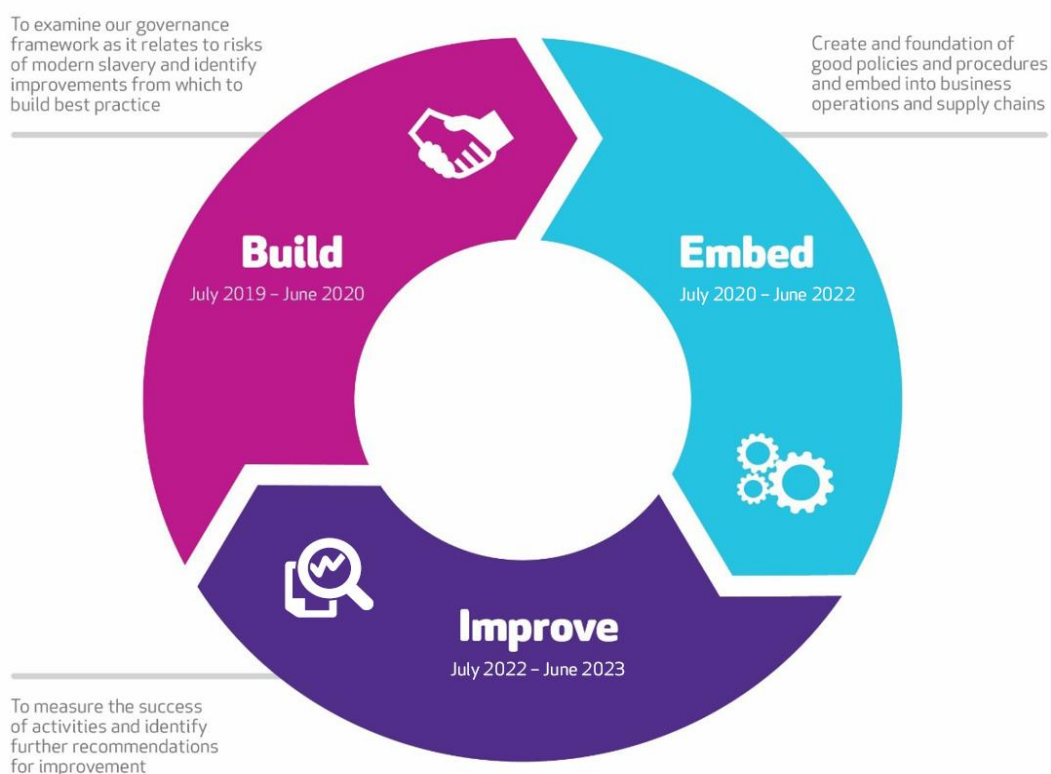 To examine our governance
framework as it relates to risks
of modern slavery and identify
improvements from which to
build best practice
Create and foundation of
good policies and procedures
and embed into business
operations and supply chains
Build
July 2019 – June 2020
Embed
July 2020 – June 2022
Improve
July 2022 – June 2023
To measure the success
of activities and identify
further recommendations
for improvement